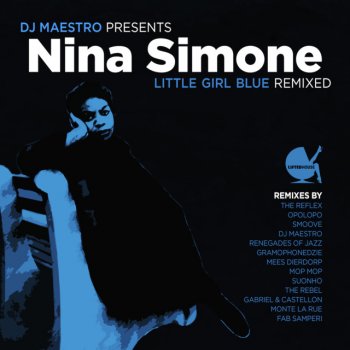 DJ MAESTRO PRESENTS
Nina Simone
LITTLE GIRL BLUE REMIXED
LIFTEDHOUSE
REMIXES BY
THE REFLEX
OPOLOPO
SMOOVE
DJ MAESTRO
RENEGADES OF JAZZ
GRAMOPHONEDZIE
MEES DIERDORP
MOP MOP
SUONHO
THE REBEL
GABRIEL & CASTELLON
MONTE LA RUE
FAB SAMPERI